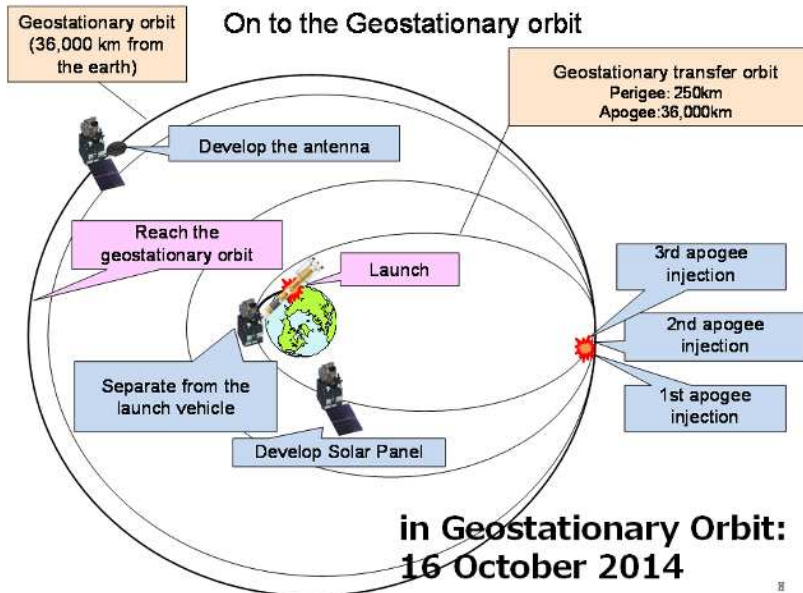 On to the Geostationary orbit
Geostationary orbit
(36,000 km from
the earth)
Geostationary transfer orbit
Perigee: 250km
Apogee:36,000km
Develop the antenna
Reach the
geostationary orbit
Launch
3rd apogee
injection
2nd apogee
injection
1st apogee
injection
Separate from the
launch vehicle
Develop Solar Panel
in Geostationary Orbit:
16 October 2014
8